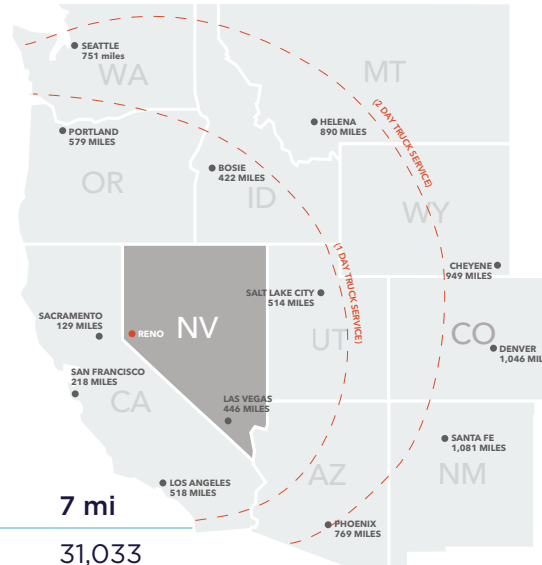 SEATTLE
751 miles
WA
MT
(2 DAY TRUCK SERVICE)
HELENA
890 MILES
PORTLAND
579 MILES
BOSIE
422 MILES
OR
ID
WY
(1 DAY TRUCK SERVICE)
CHEYENE
949 MILES
SALT LAKE CITY
514 MILES
SACRAMENTO
129 MILES
RENO
NV
UT
CO
DENVER
1,046 MIL
SAN FRANCISCO
218 MILES
CA
LAS VEGAS
446 MILES
SANTA FE
1,081 MILES
AZ
NM
LOS ANGELES
518 MILES
7 mi
PHOENIX
769 MILES
31,033